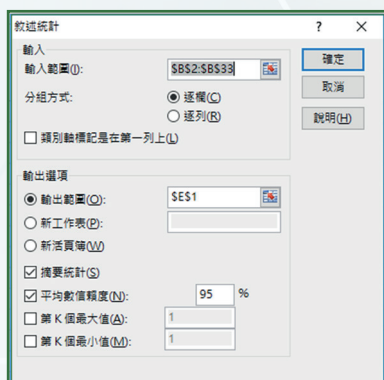 敘述統計 ? ×
輸入
輸入範圍(I): $B$2:$B$33
分組方式: 逐欄(C)
逐列(R)
類別軸標記是在第一列上(L)
確定
取消
說明(H)
輸出選項
輸出範圍(O): $E$1
新工作表(P):
新活頁簿(W)
摘要統計(S)
平均數信賴度(N): 95 %
第 K 個最大值(A): 1
第 K 個最小值(M): 1